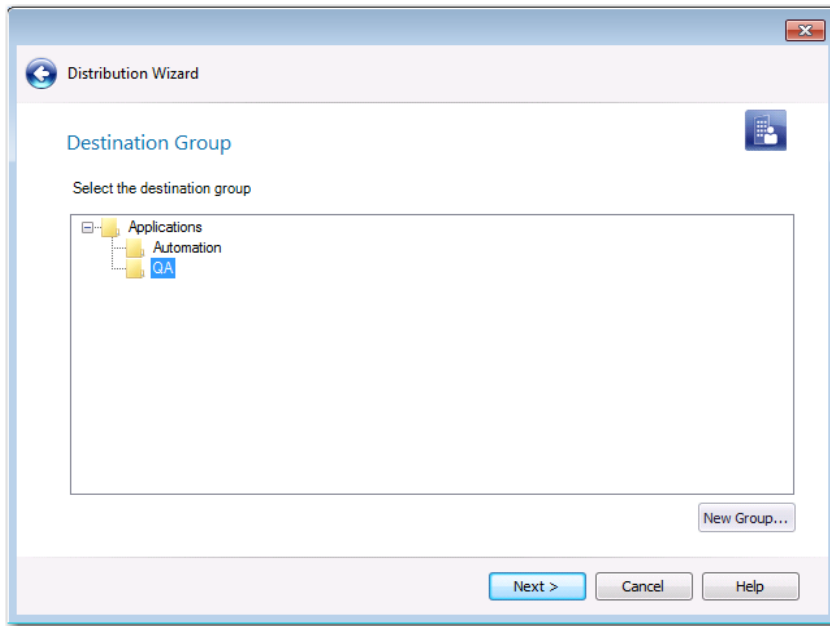 Distribution Wizard
Destination Group
Select the destination group
Applications
Automation
QA
New Group...
Next >
Cancel
Help